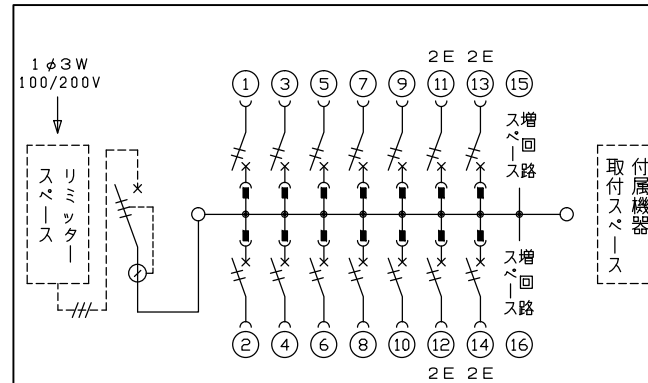 1φ3W
100/200V
リミッター
スペース
2E 2E
1 3 5 7 9 11 13 15
増回路
スペース
増回路
スペース
2 4 6 8 10 12 14 16
2E 2E
付属機器
取付スペース